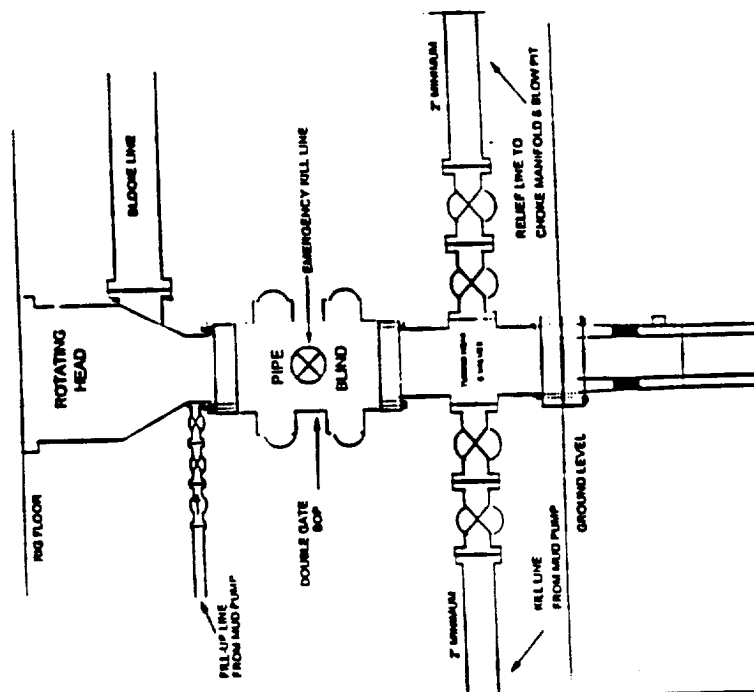 RIG FLOOR
ROTATING
HEAD
BLOOIE LINE
FILL-UP LINE
FROM MUD PUMP
PIPE
BLIND
EMERGENCY KILL LINE
DOUBLE GATE
BOP
2" MINIMUM
RELIEF LINE TO
CHOKE MANIFOLD & BLOW PIT
2" MINIMUM
KILL LINE
FROM MUD PUMP
GROUND LEVEL